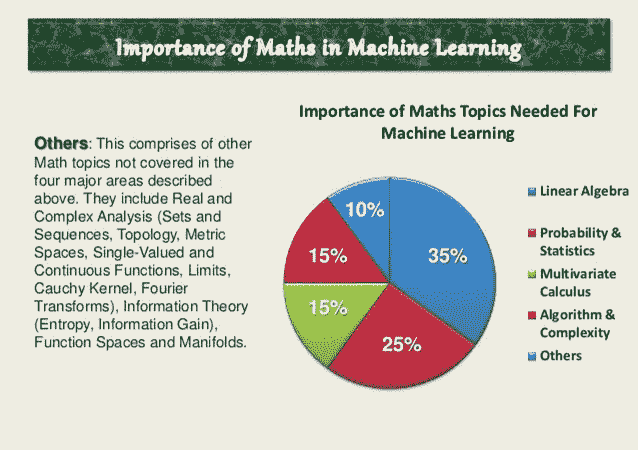 Importance of Maths in Machine Learning
Others: This comprises of other
Math topics not covered in the
four major areas described
above. They include Real and
Complex Analysis (Sets and
Sequences, Topology, Metric
Spaces, Single-Valued and
Continuous Functions, Limits,
Cauchy Kernel, Fourier
Transforms), Information Theory
(Entropy, Information Gain),
Function Spaces and Manifolds.
Importance of Maths Topics Needed For
Machine Learning
10%
35%
15%
15%
25%
Linear Algebra
Probability &
Statistics
Multivariate
Calculus
Algorithm &
Complexity
Others